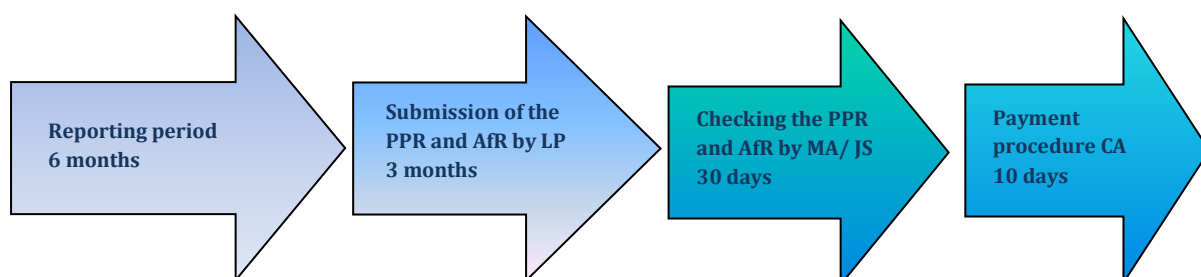 Reporting period
6 months
Submission of the
PPR and AfR by LP
3 months
Checking the PPR
and AfR by MA/ JS
30 days
Payment
procedure CA
10 days